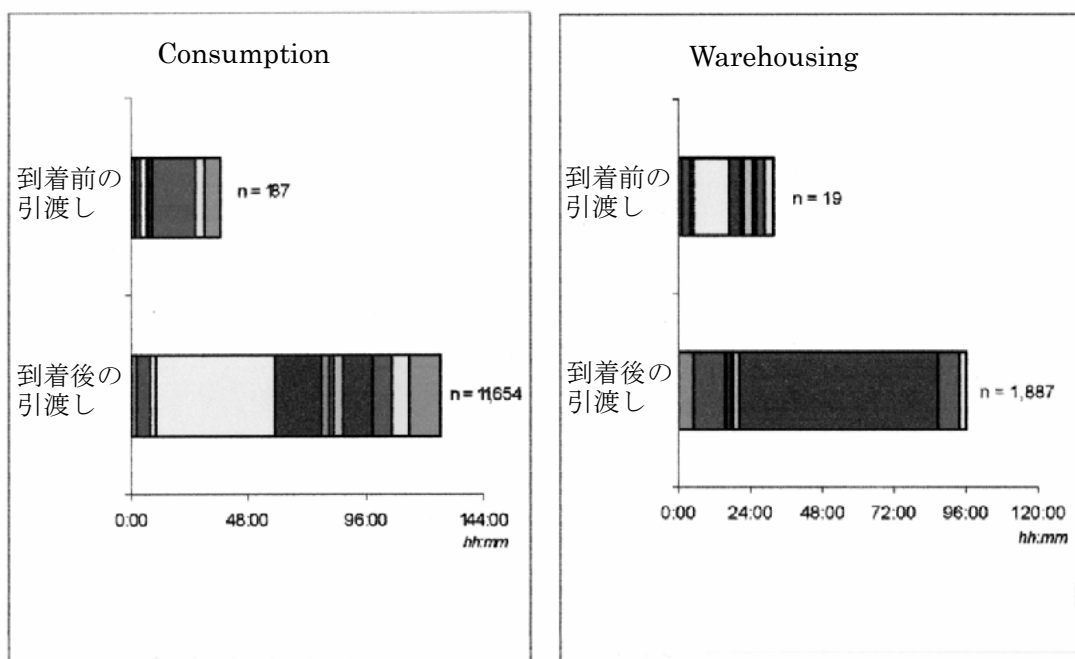 Consumption
到着前の
引渡し
n = 187
到着後の
引渡し
n = 11,654
0:00 48:00 96:00 144:00
hh:mm
Warehousing
到着前の
引渡し
n = 19
到着後の
引渡し
n = 1,887
0:00 24:00 48:00 72:00 96:00 120:00
hh:mm